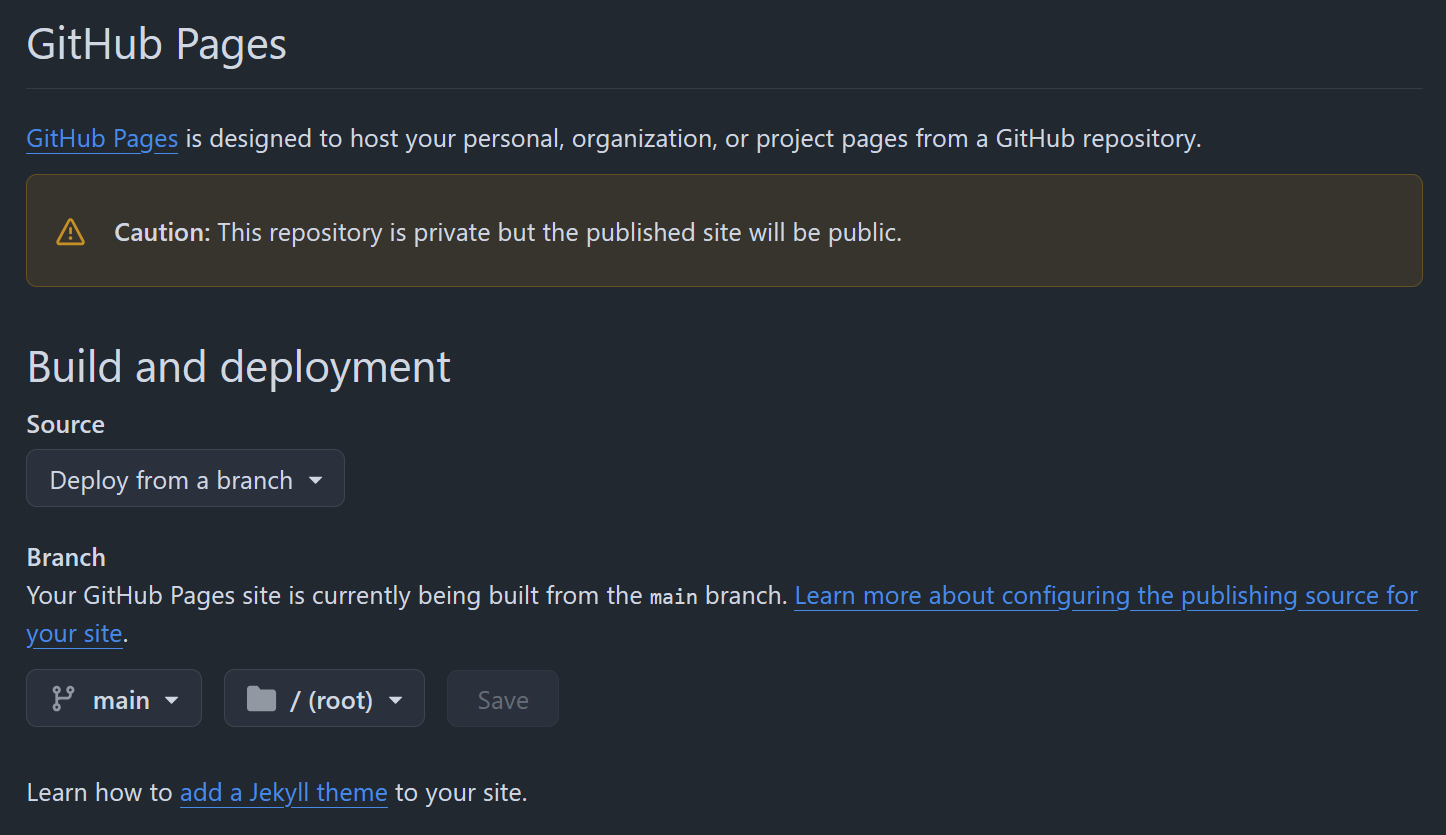 GitHub Pages
GitHub Pages is designed to host your personal, organization, or project pages from a GitHub repository.
Caution: This repository is private but the published site will be public.
Build and deployment
Source
Deploy from a branch
Branch
Your GitHub Pages site is currently being built from the main branch. Learn more about configuring the publishing source for
your site.
main / (root) Save
Learn how to add a Jekyll theme to your site.